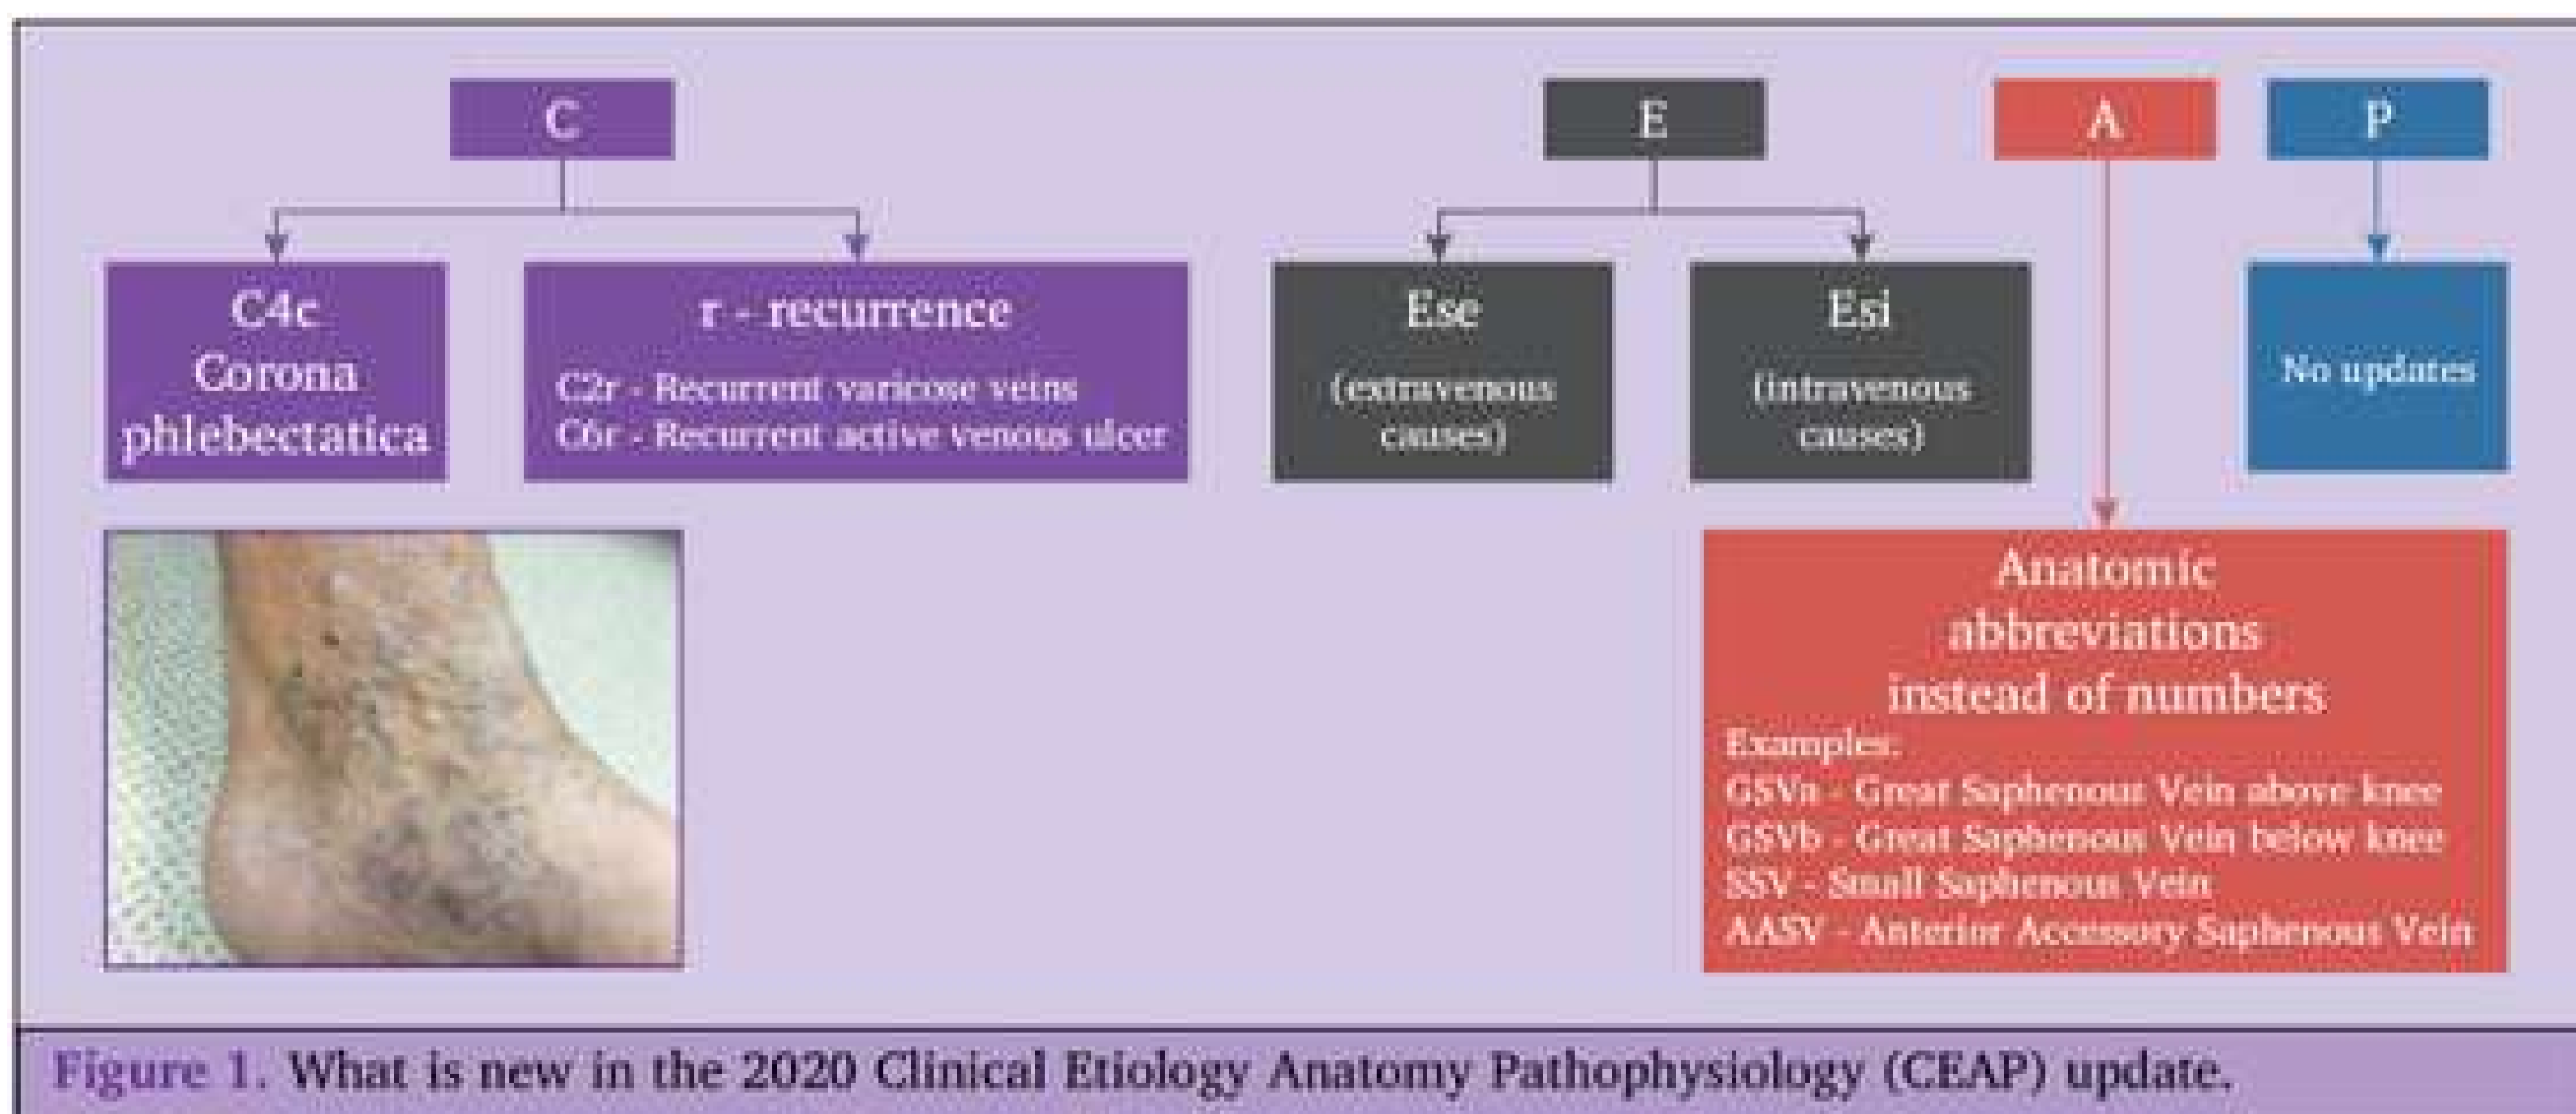 C
E
A
P
C4c
Corona
phlebectatica
r - recurrence
C2r - Recurrent varicose veins
C6r - Recurrent active venous ulcer
Ese
(extravenous
causes)
Esi
(intravenous
causes)
No updates
Anatomic
abbreviations
instead of numbers
Examples:
GSVa - Great Saphenout Vein above knee
GSVb - Great Saphenous Vein below knee
SSV - Small Saphenous Vein
AASV - Anterior Accessory Saphenous Vein
Figure 1. What is new in the 2020 Clinical Etiology Anatomy Pathophysiology (CEAP) update.